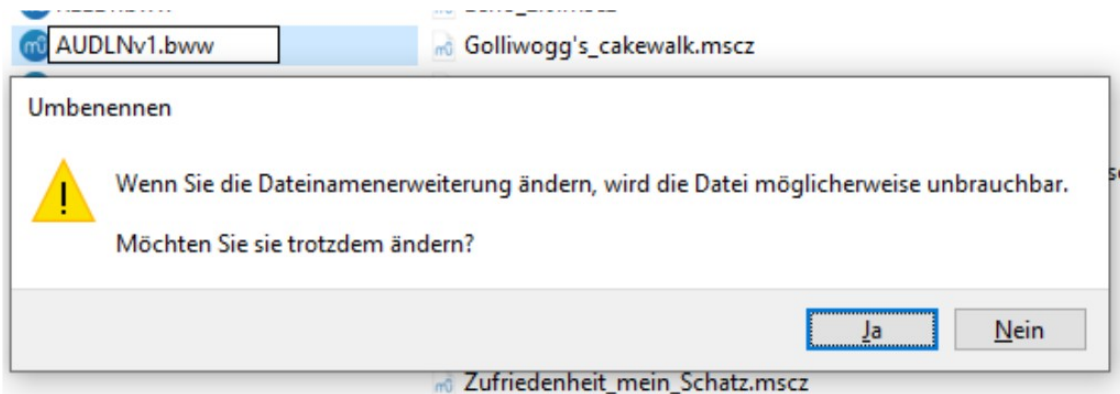 AUDLNv1.bww
Golliwogg's_cakewalk.mscz
Umbenennen
Wenn Sie die Dateinamenerweiterung ändern, wird die Datei möglicherweise unbrauchbar.
Möchten Sie sie trotzdem ändern?
Ja
Nein
Zufriedenheit_mein_Schatz.mscz